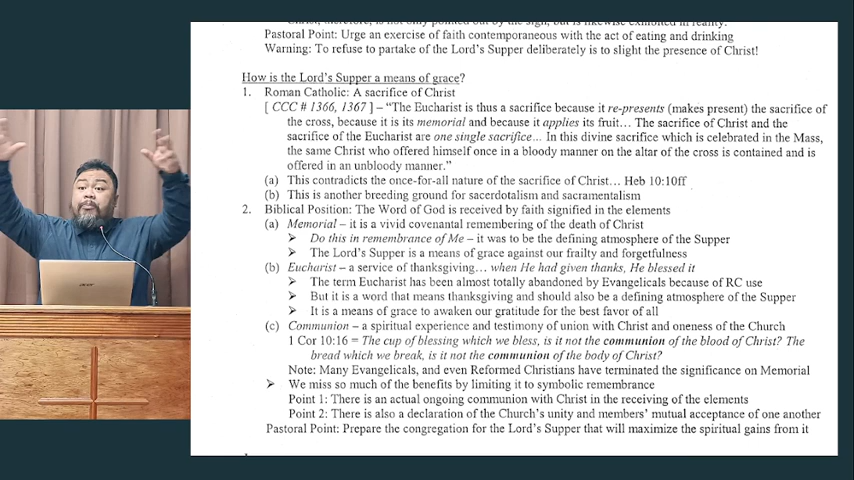 Christ, therefore, is not only pointed out by the sign, but is likewise exhibited in reality.
Pastoral Point: Urge an exercise of faith contemporaneous with the act of eating and drinking
Warning: To refuse to partake of the Lord's Supper deliberately is to slight the presence of Christ!
How is the Lord's Supper a means of grace?
1. Roman Catholic: A sacrifice of Christ
[ CCC # 1366, 1367 ] – "The Eucharist is thus a sacrifice because it re-presents (makes present) the sacrifice of
the cross, because it is its memorial and because it applies its fruit… The sacrifice of Christ and the
sacrifice of the Eucharist are one single sacrifice… In this divine sacrifice which is celebrated in the Mass,
the same Christ who offered himself once in a bloody manner on the altar of the cross is contained and is
offered in an unbloody manner."
(a) This contradicts the once-for-all nature of the sacrifice of Christ… Heb 10:10ff
(b) This is another breeding ground for sacerdotalism and sacramentalism
2. Biblical Position: The Word of God is received by faith signified in the elements
(a) Memorial – it is a vivid covenantal remembering of the death of Christ
➢ Do this in remembrance of Me – it was to be the defining atmosphere of the Supper
➢ The Lord's Supper is a means of grace against our frailty and forgetfulness
(b) Eucharist – a service of thanksgiving… when He had given thanks, He blessed it
➢ The term Eucharist has been almost totally abandoned by Evangelicals because of RC use
➢ But it is a word that means thanksgiving and should also be a defining atmosphere of the Supper
➢ It is a means of grace to awaken our gratitude for the best favor of all
(c) Communion – a spiritual experience and testimony of union with Christ and oneness of the Church
1 Cor 10:16 = The cup of blessing which we bless, is it not the communion of the blood of Christ? The
bread which we break, is it not the communion of the body of Christ?
Note: Many Evangelicals, and even Reformed Christians have terminated the significance on Memorial
➢ We miss so much of the benefits by limiting it to symbolic remembrance
Point 1: There is an actual ongoing communion with Christ in the receiving of the elements
Point 2: There is also a declaration of the Church's unity and members' mutual acceptance of one another
Pastoral Point: Prepare the congregation for the Lord's Supper that will maximize the spiritual gains from it
acer